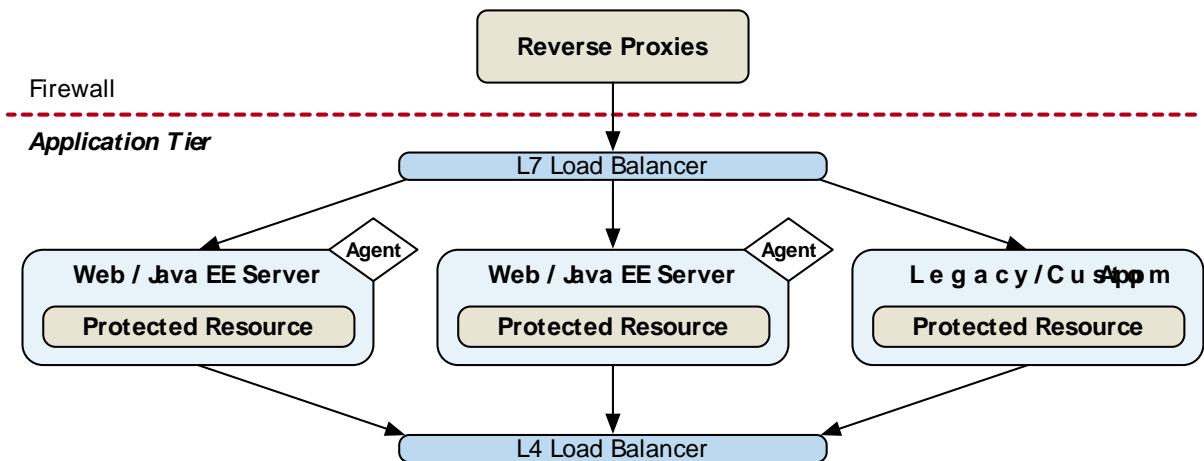 Reverse Proxies
Firewall
Application Tier
L7 Load Balancer
Agent
Agent
Web / Java EE Server
Web / Java EE Server
Legacy/Custom App
Protected Resource
Protected Resource
Protected Resource
L4 Load Balancer